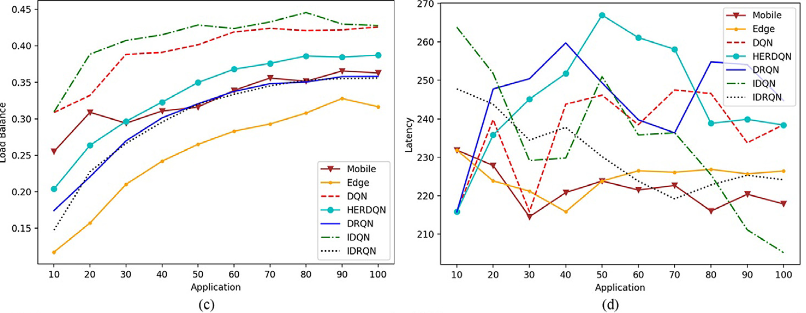 0.45
0.40
0.35
0.30
0.25
0.20
0.15
Load Balance
10 20 30 40 50 60 70 80 90 100
Application
Mobile
Edge
DQN
HERDQN
DRQN
IDQN
IDRQN
(c)
270
260
250
240
230
220
210
Latency
10 20 30 40 50 60 70 80 90 100
Application
Mobile
Edge
DQN
HERDQN
DRQN
IDQN
IDRQN
(d)